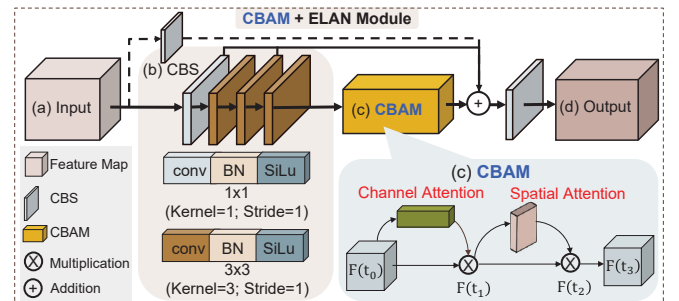 CBAM + ELAN Module
(b) CBS
(a) Input
(c) CBAM
+
(d) Output
Feature Map
CBS
CBAM
Multiplication
Addition
conv BN SiLu
1x1
(Kernel=1; Stride=1)
conv BN SiLu
3x3
(Kernel=3; Stride=1)
(c) CBAM
Channel Attention
Spatial Attention
F(t₀)
F(t₁)
F(t₂)
F(t₃)